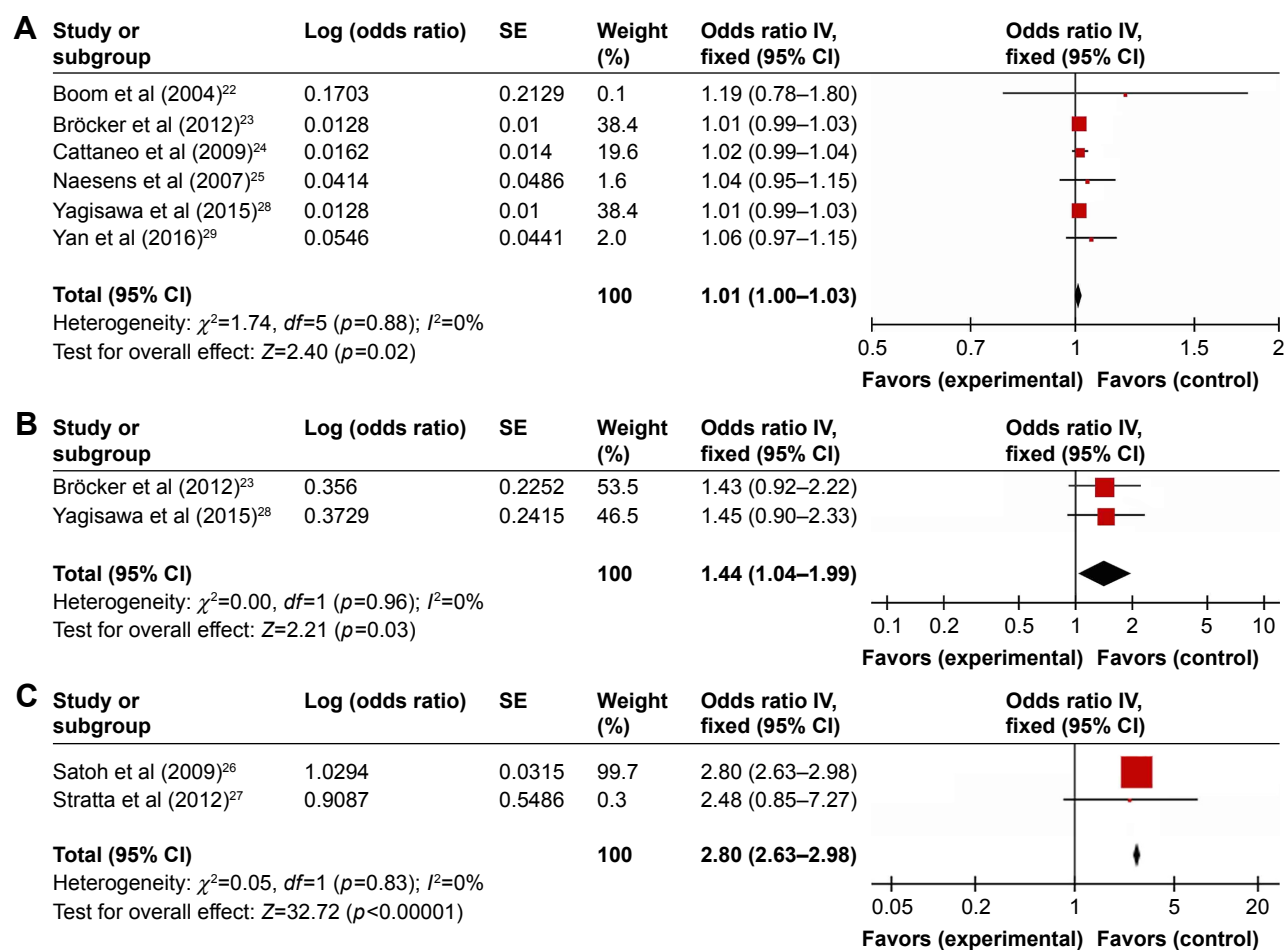 A Study or subgroup Log (odds ratio) SE Weight (%) Odds ratio IV, fixed (95% CI) Odds ratio IV, fixed (95% CI)
Boom et al (2004)22 0.1703 0.2129 0.1 1.19 (0.78–1.80)
Bröcker et al (2012)23 0.0128 0.01 38.4 1.01 (0.99–1.03)
Cattaneo et al (2009)24 0.0162 0.014 19.6 1.02 (0.99–1.04)
Naesens et al (2007)25 0.0414 0.0486 1.6 1.04 (0.95–1.15)
Yagisawa et al (2015)28 0.0128 0.01 38.4 1.01 (0.99–1.03)
Yan et al (2016)29 0.0546 0.0441 2.0 1.06 (0.97–1.15)
Total (95% CI) 100 1.01 (1.00–1.03)
Heterogeneity: χ²=1.74, df=5 (p=0.88); I²=0%
Test for overall effect: Z=2.40 (p=0.02)
0.5 0.7 1 1.5 2
Favors (experimental) Favors (control)
B Study or subgroup Log (odds ratio) SE Weight (%) Odds ratio IV, fixed (95% CI) Odds ratio IV, fixed (95% CI)
Bröcker et al (2012)23 0.356 0.2252 53.5 1.43 (0.92–2.22)
Yagisawa et al (2015)28 0.3729 0.2415 46.5 1.45 (0.90–2.33)
Total (95% CI) 100 1.44 (1.04–1.99)
Heterogeneity: χ²=0.00, df=1 (p=0.96); I²=0%
Test for overall effect: Z=2.21 (p=0.03)
0.1 0.2 0.5 1 2 5 10
Favors (experimental) Favors (control)
C Study or subgroup Log (odds ratio) SE Weight (%) Odds ratio IV, fixed (95% CI) Odds ratio IV, fixed (95% CI)
Satoh et al (2009)26 1.0294 0.0315 99.7 2.80 (2.63–2.98)
Stratta et al (2012)27 0.9087 0.5486 0.3 2.48 (0.85–7.27)
Total (95% CI) 100 2.80 (2.63–2.98)
Heterogeneity: χ²=0.05, df=1 (p=0.83); I²=0%
Test for overall effect: Z=32.72 (p<0.00001)
0.05 0.2 1 5 20
Favors (experimental) Favors (control)